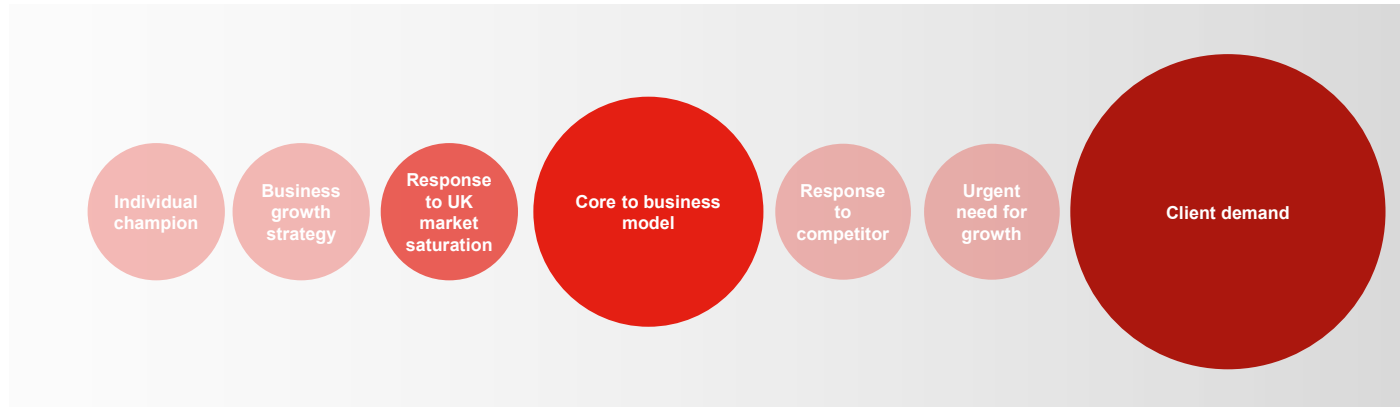 Individual
champion
Business
growth
strategy
Response
to UK
market
saturation
Core to business
model
Response
to
competitor
Urgent
need for
growth
Client demand